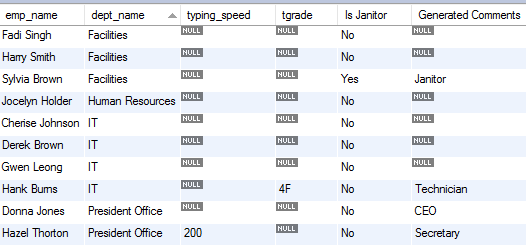 emp_name dept_name typing_speed tgrade Is Janitor Generated Comments
Fadi Singh Facilities NULL NULL No NULL
Harry Smith Facilities NULL NULL No NULL
Sylvia Brown Facilities NULL NULL Yes Janitor
Jocelyn Holder Human Resources NULL NULL No NULL
Cherise Johnson IT NULL NULL No NULL
Derek Brown IT NULL NULL No NULL
Gwen Leong IT NULL NULL No NULL
Hank Burns IT NULL 4F No Technician
Donna Jones President Office NULL NULL No CEO
Hazel Thorton President Office 200 NULL No Secretary